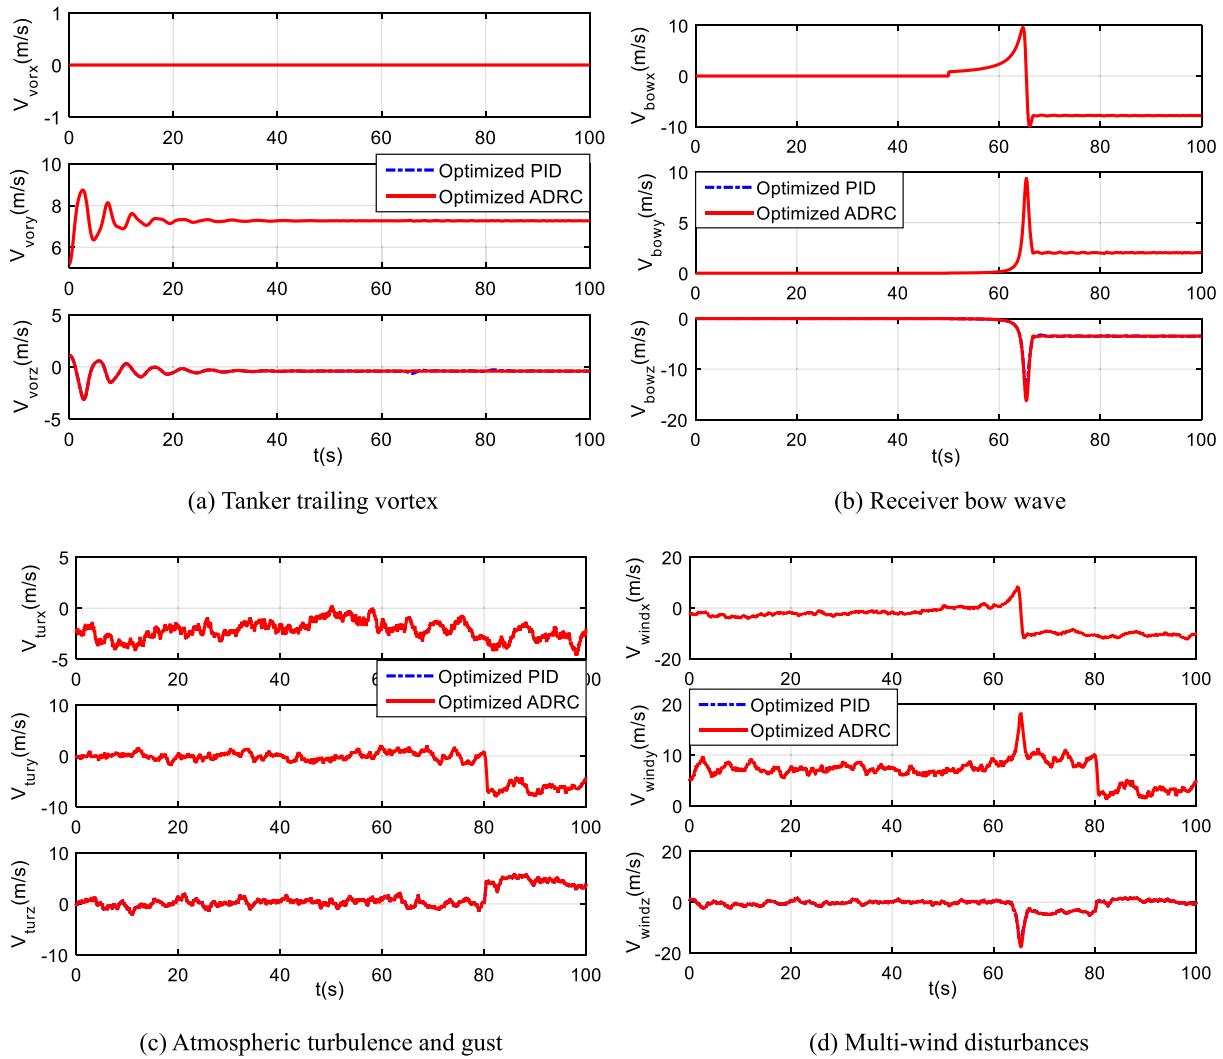 1
0
-1
V_vorx(m/s)
0 20 40 60 80 100
10
8
6
V_vory(m/s)
Optimized PID
Optimized ADRC
0 20 40 60 80 100
5
0
-5
V_vorz(m/s)
0 20 40 60 80 100
t(s)
(a) Tanker trailing vortex
10
0
-10
V_bowx(m/s)
0 20 40 60 80 100
10
5
0
V_bowy(m/s)
Optimized PID
Optimized ADRC
0 20 40 60 80 100
0
-10
-20
V_bowz(m/s)
0 20 40 60 80 100
t(s)
(b) Receiver bow wave
5
0
-5
V_turx(m/s)
0 20 40 60 80 100
Optimized PID
Optimized ADRC
10
0
-10
V_tury(m/s)
0 20 40 60 80 100
10
0
-10
V_turz(m/s)
0 20 40 60 80 100
t(s)
(c) Atmospheric turbulence and gust
20
0
-20
V_windx(m/s)
0 20 40 60 80 100
20
10
0
V_windy(m/s)
Optimized PID
Optimized ADRC
0 20 40 60 80 100
20
0
-20
V_windz(m/s)
0 20 40 60 80 100
t(s)
(d) Multi-wind disturbances